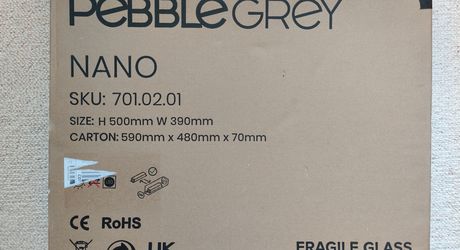 PEBBLEGREY
NANO
SKU: 701.02.01
SIZE: H 500mm W 390mm
CARTON: 590mm x 480mm x 70mm
CE RoHS
UK
FRAGILE GLASS